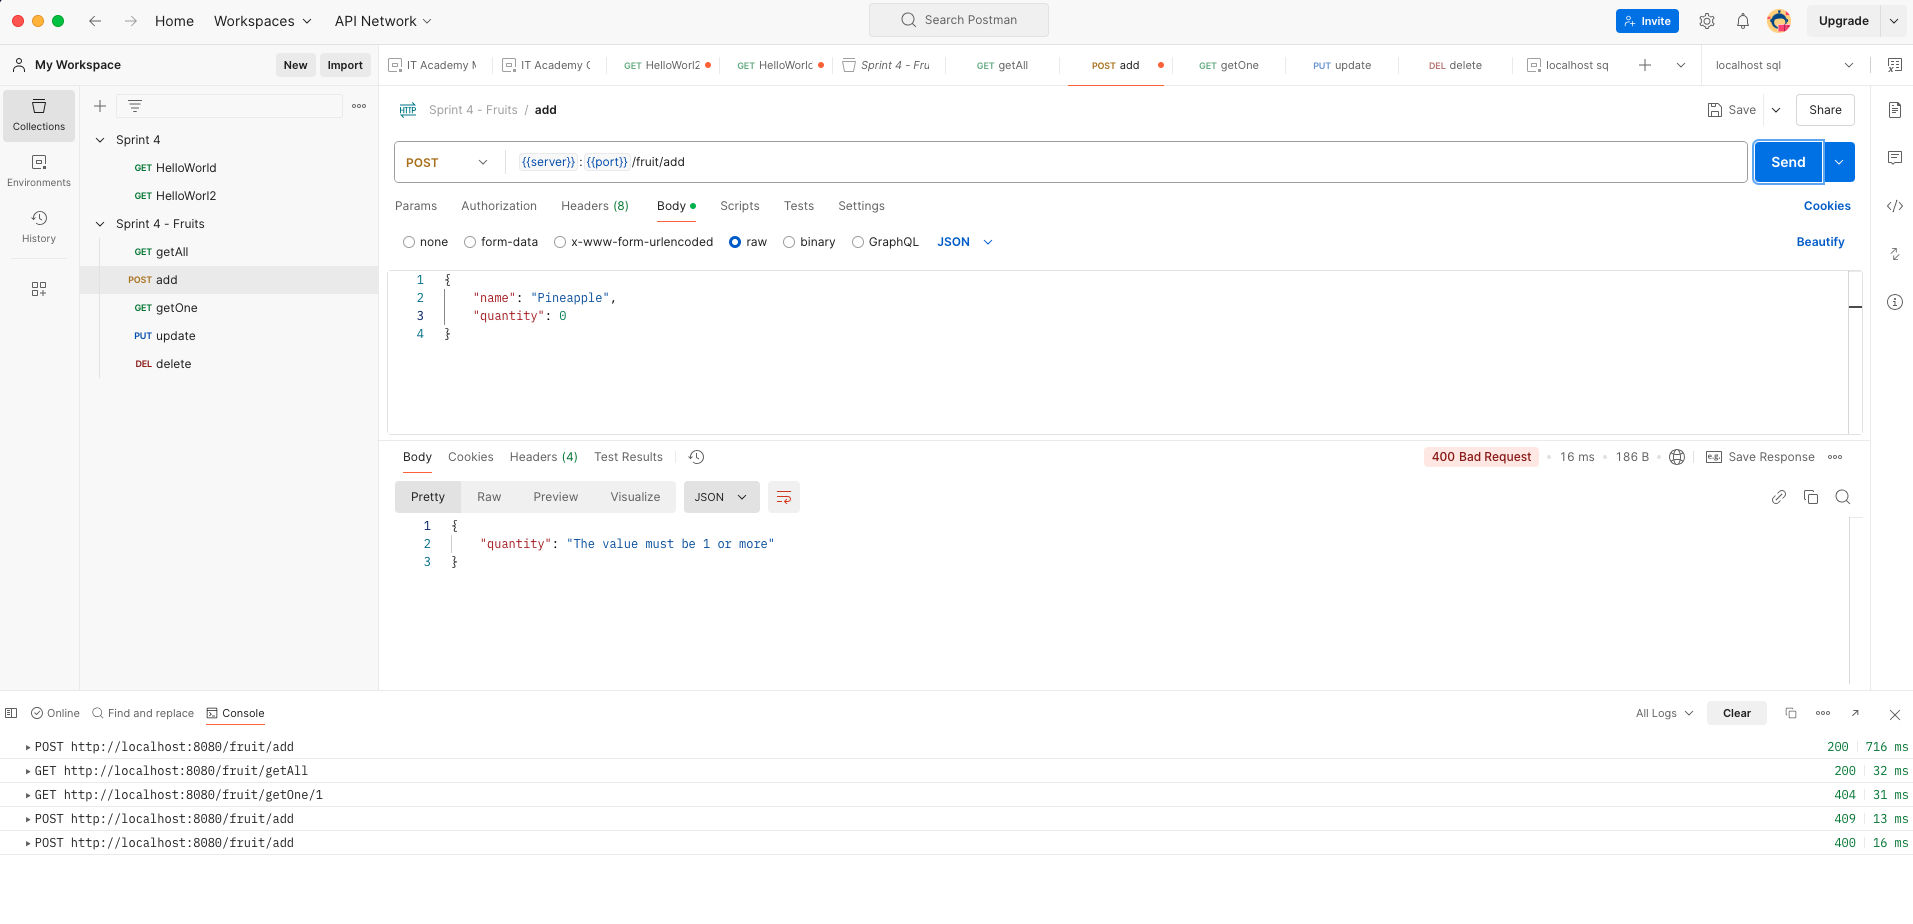 Home Workspaces API Network Search Postman Invite Upgrade
My Workspace New Import
IT Academy GET HelloWorl2 GET HelloWorl Sprint 4 - Fru GET getAll POST add GET getOne PUT update DEL delete localhost sq localhost sql
Collections
Environments
History
Sprint 4
GET HelloWorld
GET HelloWorl2
Sprint 4 - Fruits
GET getAll
POST add
GET getOne
PUT update
DEL delete
HTTP Sprint 4 - Fruits / add Save Share
POST {{server}}:{{port}}/fruit/add Send
Params Authorization Headers (8) Body Scripts Tests Settings Cookies
none form-data x-www-form-urlencoded raw binary GraphQL JSON Beautify
1 {
2 "name": "Pineapple",
3 "quantity": 0
4 }
Body Cookies Headers (4) Test Results 400 Bad Request 16 ms 186 B e.g. Save Response
Pretty Raw Preview Visualize JSON
1 {
2 "quantity": "The value must be 1 or more"
3 }
Online Find and replace Console All Logs Clear
POST http://localhost:8080/fruit/add 200 716 ms
GET http://localhost:8080/fruit/getAll 200 32 ms
GET http://localhost:8080/fruit/getOne/1 404 31 ms
POST http://localhost:8080/fruit/add 409 13 ms
POST http://localhost:8080/fruit/add 400 16 ms